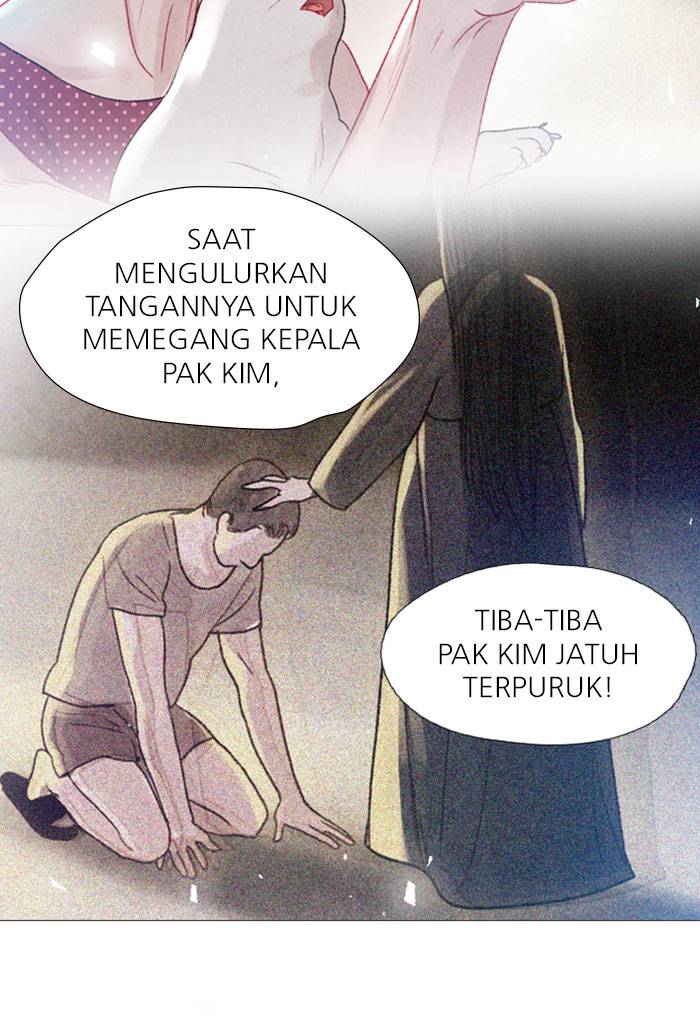 SAAT
MENGULURKAN
TANGANNYA UNTUK
MEMEGANG KEPALA
PAK KIM,
TIBA-TIBA
PAK KIM JATUH
TERPURUK!